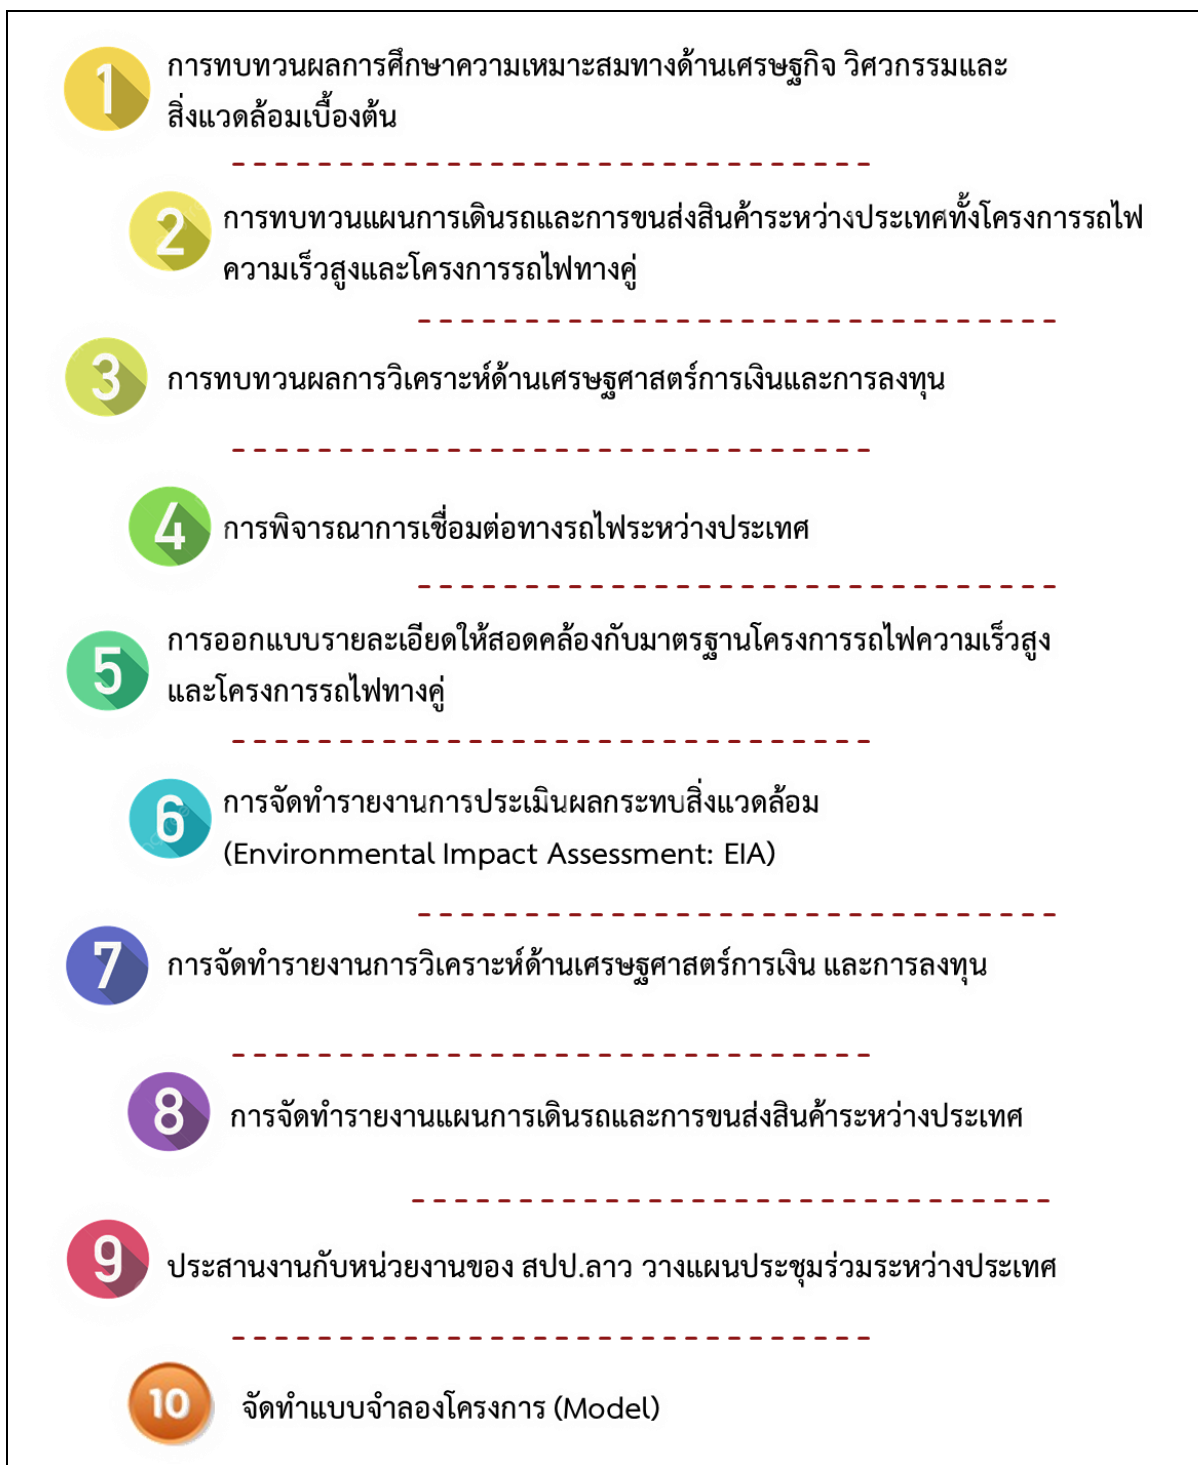 1
การทบทวนผลการศึกษาความเหมาะสมทางด้านเศรษฐกิจ วิศวกรรมและ
สิ่งแวดล้อมเบื้องต้น
2
การทบทวนแผนการเดินรถและการขนส่งสินค้าระหว่างประเทศทั้งโครงการรถไฟ
ความเร็วสูงและโครงการรถไฟทางคู่
3
การทบทวนผลการวิเคราะห์ด้านเศรษฐศาสตร์การเงินและการลงทุน
4
การพิจารณาการเชื่อมต่อทางรถไฟระหว่างประเทศ
5
การออกแบบรายละเอียดให้สอดคล้องกับมาตรฐานโครงการรถไฟความเร็วสูง
และโครงการรถไฟทางคู่
6
การจัดทำรายงานการประเมินผลกระทบสิ่งแวดล้อม
(Environmental Impact Assessment: EIA)
7
การจัดทำรายงานการวิเคราะห์ด้านเศรษฐศาสตร์การเงิน และการลงทุน
8
การจัดทำรายงานแผนการเดินรถและการขนส่งสินค้าระหว่างประเทศ
9
ประสานงานกับหน่วยงานของ สปป.ลาว วางแผนประชุมร่วมระหว่างประเทศ
10
จัดทำแบบจำลองโครงการ (Model)